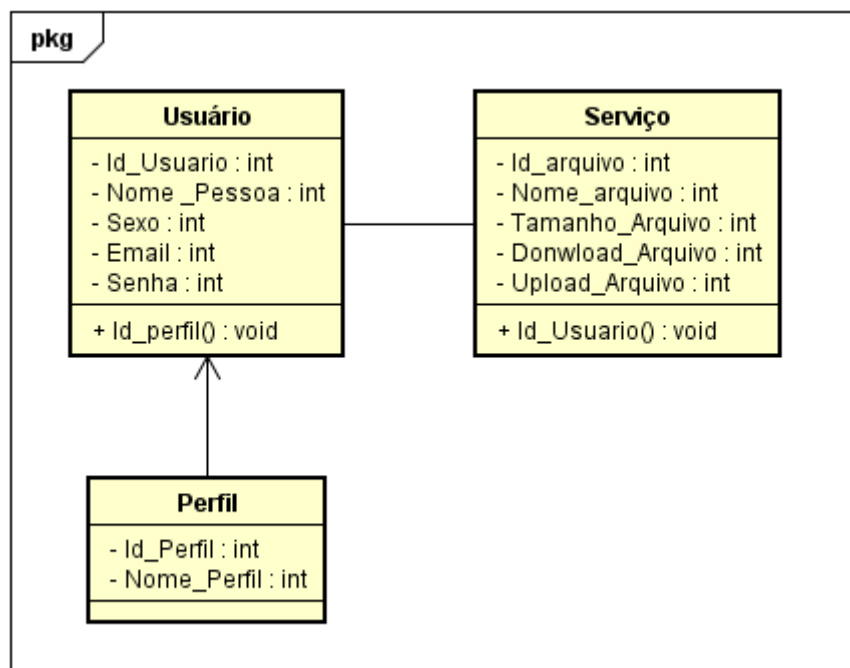 pkg
Usuário
- Id_Usuario : int
- Nome _Pessoa : int
- Sexo : int
- Email : int
- Senha : int
+ Id_perfil() : void
Serviço
- Id_arquivo : int
- Nome_arquivo : int
- Tamanho_Arquivo : int
- Donwload_Arquivo : int
- Upload_Arquivo : int
+ Id_Usuario() : void
Perfil
- Id_Perfil : int
- Nome_Perfil : int